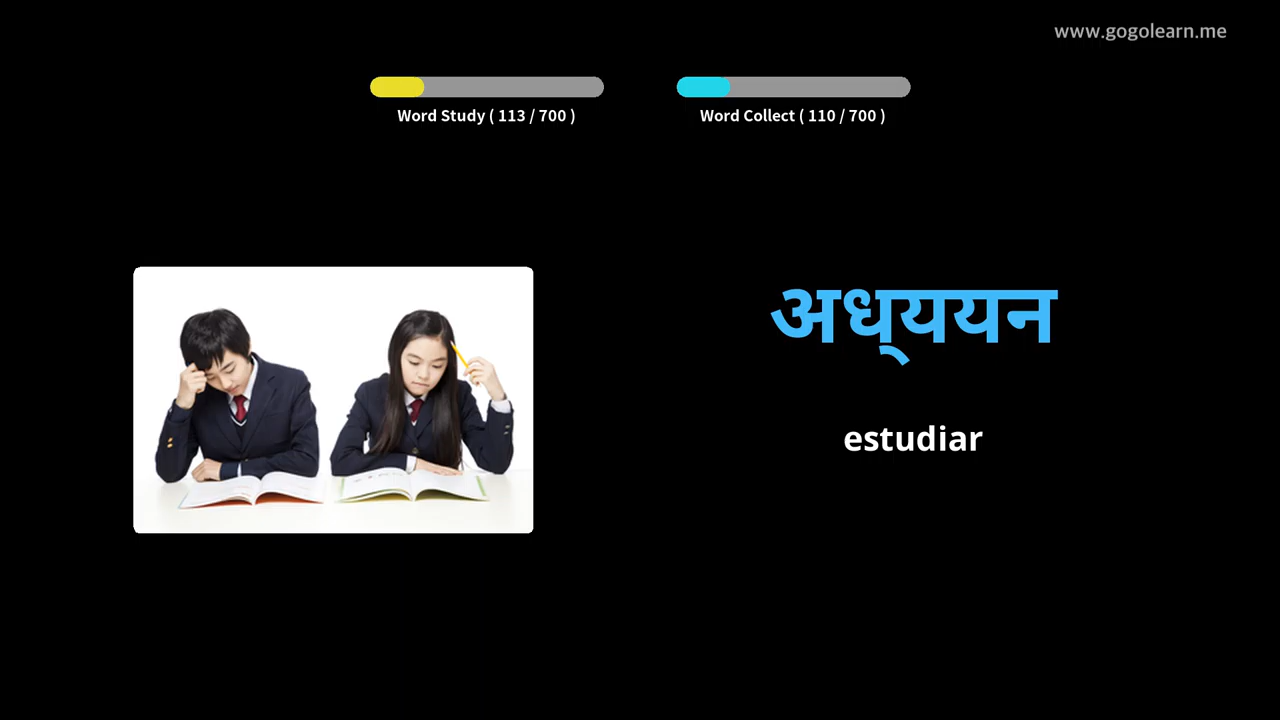 www.gogolearn.me
Word Study ( 113 / 700 )
Word Collect ( 110 / 700 )
अध्ययन
estudiar